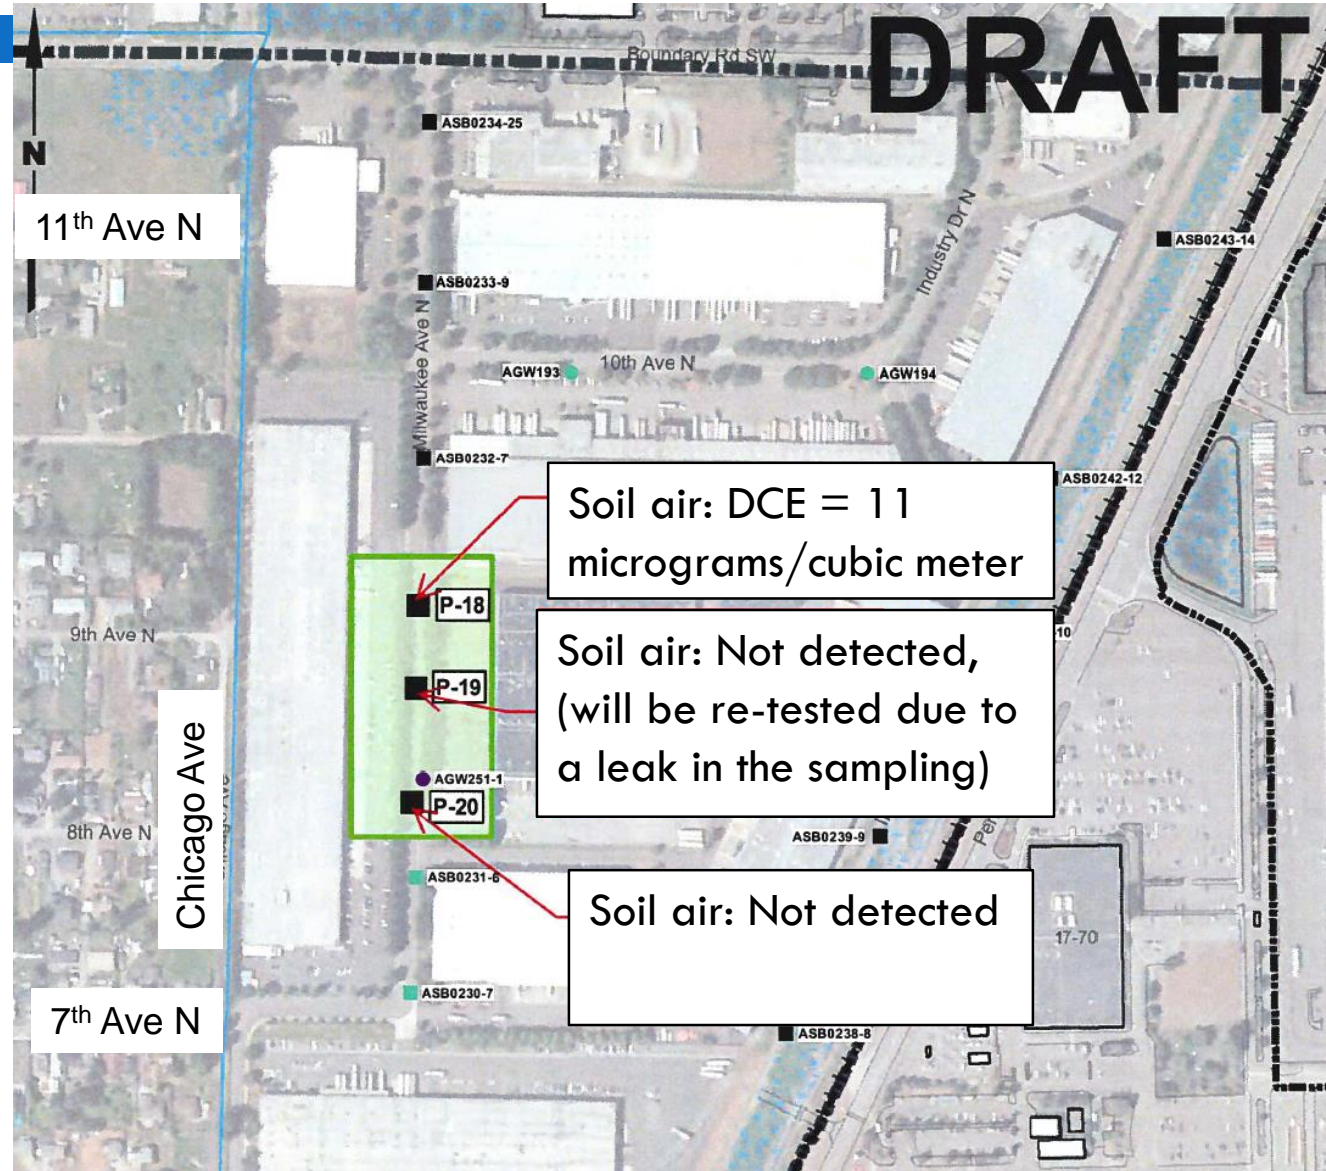 DRAFT
Boundary Rd SW
N
ASB0234-25
11th Ave N
ASB0243-14
Industry Dr N
ASB0233-9
Milwaukee Ave N
10th Ave N
AGW193
AGW194
ASB0232-7
ASB0242-12
Soil air: DCE = 11
micrograms/cubic meter
P-18
9th Ave N
-10
Soil air: Not detected,
(will be re-tested due to
a leak in the sampling)
P-19
Chicago Ave
AGW251-1
P-20
8th Ave N
ASB0239-9
Per
ASB0231-6
Soil air: Not detected
17-70
ASB0230-7
7th Ave N
ASB0238-8